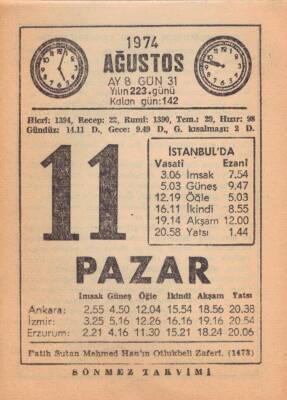 1974
AĞUSTOS
AY 8 GÜN 31
Yılın 223. günü
Kalan gün: 142
Hicrî: 1394, Recep: 22, Rumi: 1390, Tem.: 29, Hızır: 98
Gündüz: 14.11 D., Gece: 9.49 D., G. kısalması: 2 D.
11
İSTANBUL'DA
Vasatî Ezanî
3.06 İmsak 7.54
5.03 Güneş 9.47
12.19 Öğle 5.03
16.11 İkindi 8.55
19.14 Akşam 12.00
20.58 Yatsı 1.44
PAZAR
İmsak Güneş Öğle İkindi Akşam Yatsı
Ankara: 2.55 4.50 12.04 15.54 18.56 20.38
İzmir: 3.25 5.16 12.26 16.16 19.16 20.54
Erzurum: 2.21 4.16 11.30 15.21 18.24 20.06
Fatih Sutan Mehmed Han'ın Otlukbeli Zaferi. (1473)
SÖNMEZ TAKVİMİ